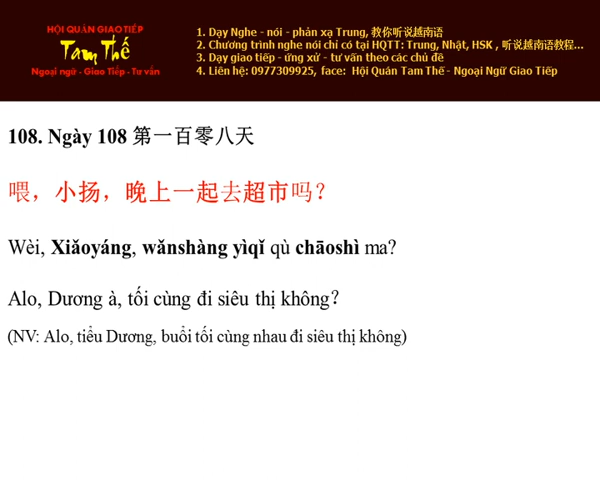 HỘI QUÁN GIAO TIẾP
Tam Thế
Ngoại ngữ - Giao Tiếp - Tư vấn
1. Dạy Nghe - nói - phản xạ Trung, 教你听说越南语
2. Chương trình nghe nói chỉ có tại HQTT: Trung, Nhật, HSK , 听说越南语教程...
3. Dạy giao tiếp - ứng xử - tư vấn theo các chủ đề
4. Liên hệ: 0977309925, face: Hội Quán Tam Thế - Ngoại Ngữ Giao Tiếp
108. Ngày 108 第一百零八天
喂，小扬，晚上一起去超市吗？
Wèi, Xiǎoyáng, wǎnshàng yìqǐ qù chāoshì ma?
Alo, Dương à, tối cùng đi siêu thị không?
(NV: Alo, tiểu Dương, buổi tối cùng nhau đi siêu thị không)